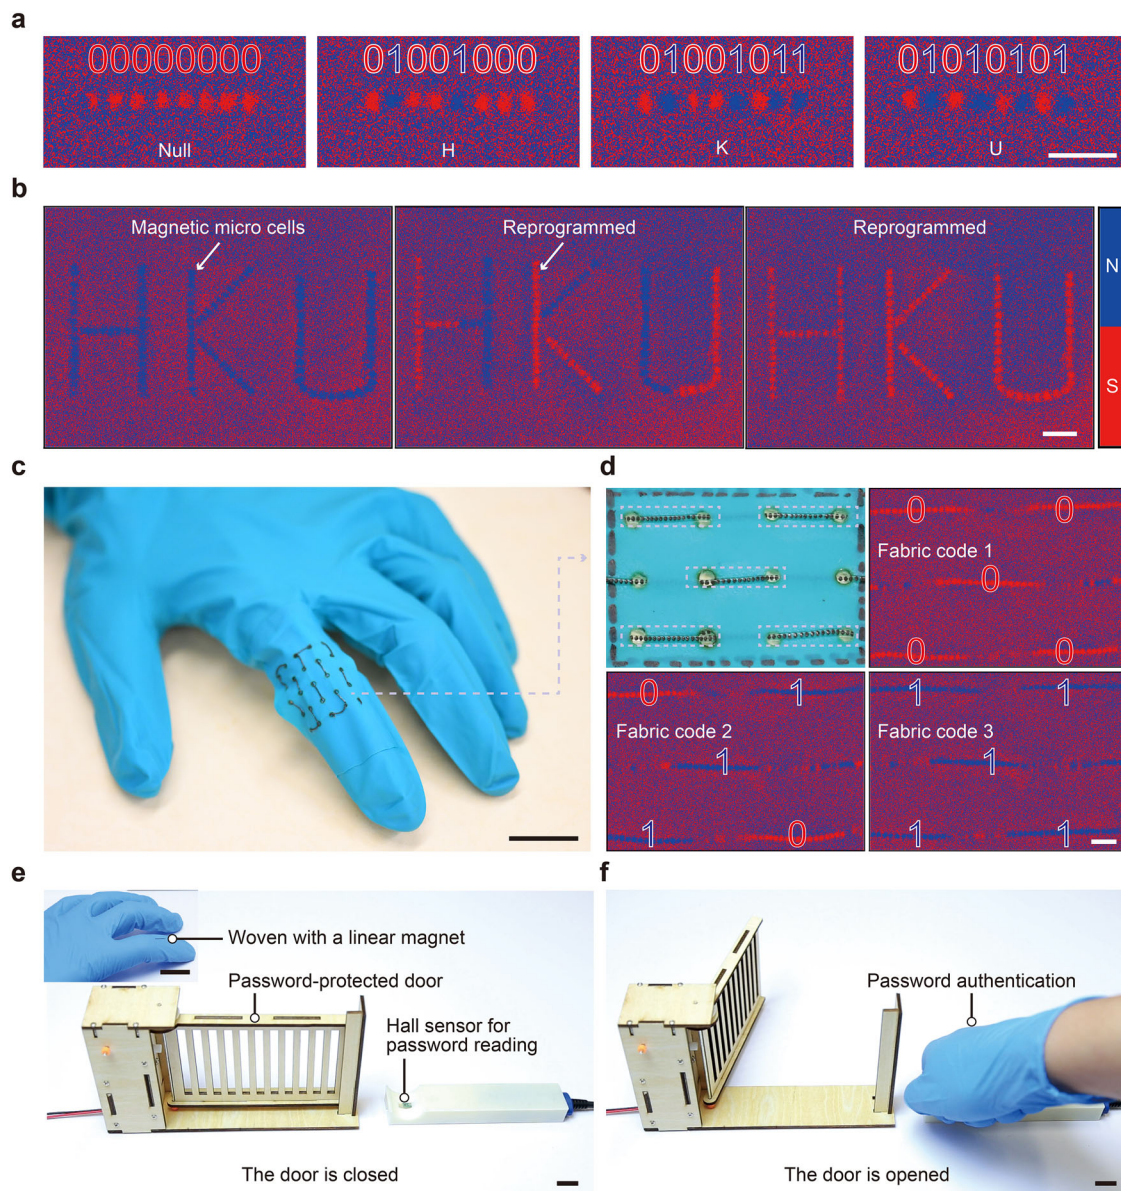 a
00000000
Null
01001000
H
01001011
K
01010101
U
b
Magnetic micro cells
Reprogrammed
Reprogrammed
N
S
c
d
0 0
Fabric code 1
0
0 0
0 1
Fabric code 2
1
1 0
1 1
Fabric code 3
1
1 1
e
Woven with a linear magnet
Password-protected door
Hall sensor for
password reading
The door is closed
f
Password authentication
The door is opened